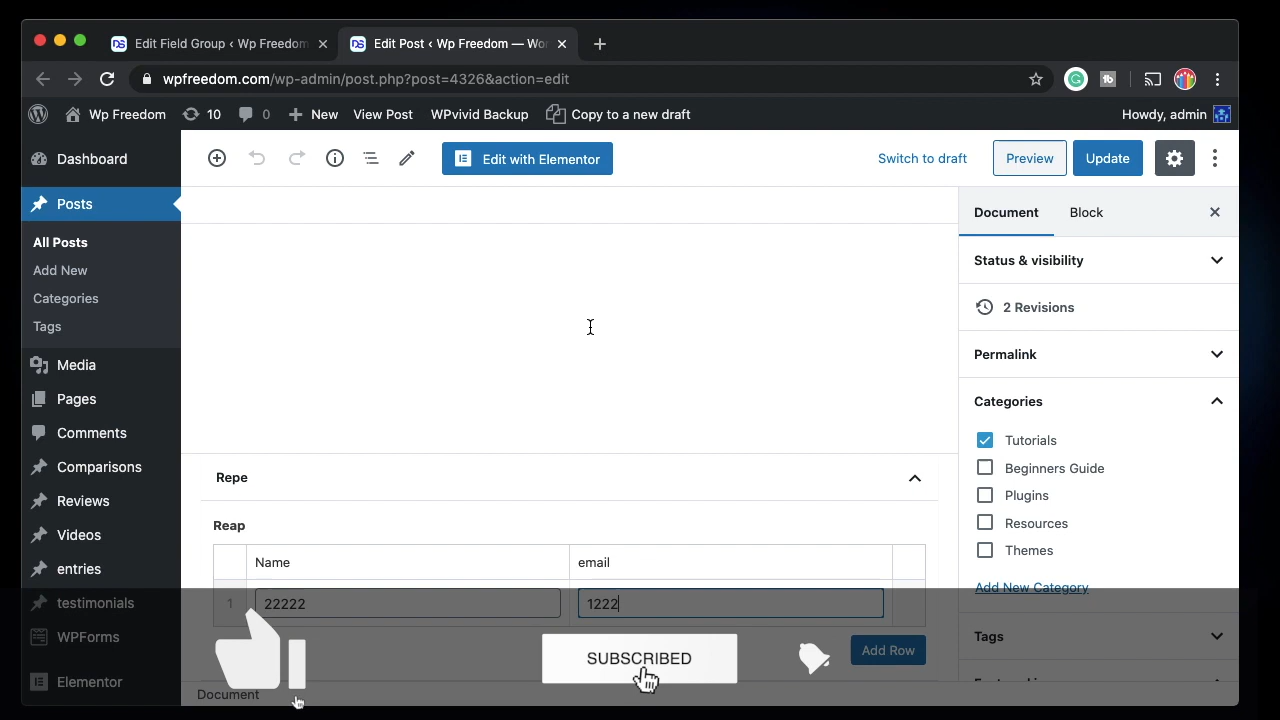 Edit Field Group ‹ Wp Freedom
Edit Post ‹ Wp Freedom — Wor
wpfreedom.com/wp-admin/post.php?post=4326&action=edit
Wp Freedom 10 0 New View Post WPvivid Backup Copy to a new draft Howdy, admin
Dashboard
Posts
All Posts
Add New
Categories
Tags
Media
Pages
Comments
Comparisons
Reviews
Videos
entries
testimonials
WPForms
Elementor
Edit with Elementor
Switch to draft
Preview
Update
Repe
Reap
Name email
1 22222 1222
Add Row
SUBSCRIBED
Document
Document Block
Status & visibility
2 Revisions
Permalink
Categories
Tutorials
Beginners Guide
Plugins
Resources
Themes
Add New Category
Tags